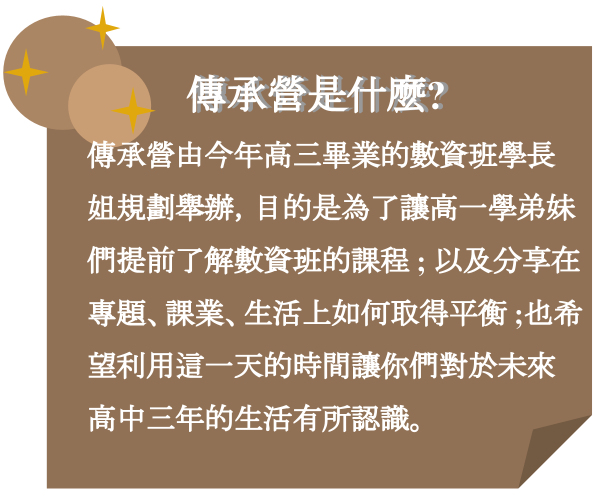 傳承營是什麼?
傳承營由今年高三畢業的數資班學長
姐規劃舉辦, 目的是為了讓高一學弟妹
們提前了解數資班的課程 ; 以及分享在
專題、課業、生活上如何取得平衡 ;也希
望利用這一天的時間讓你們對於未來
高中三年的生活有所認識。